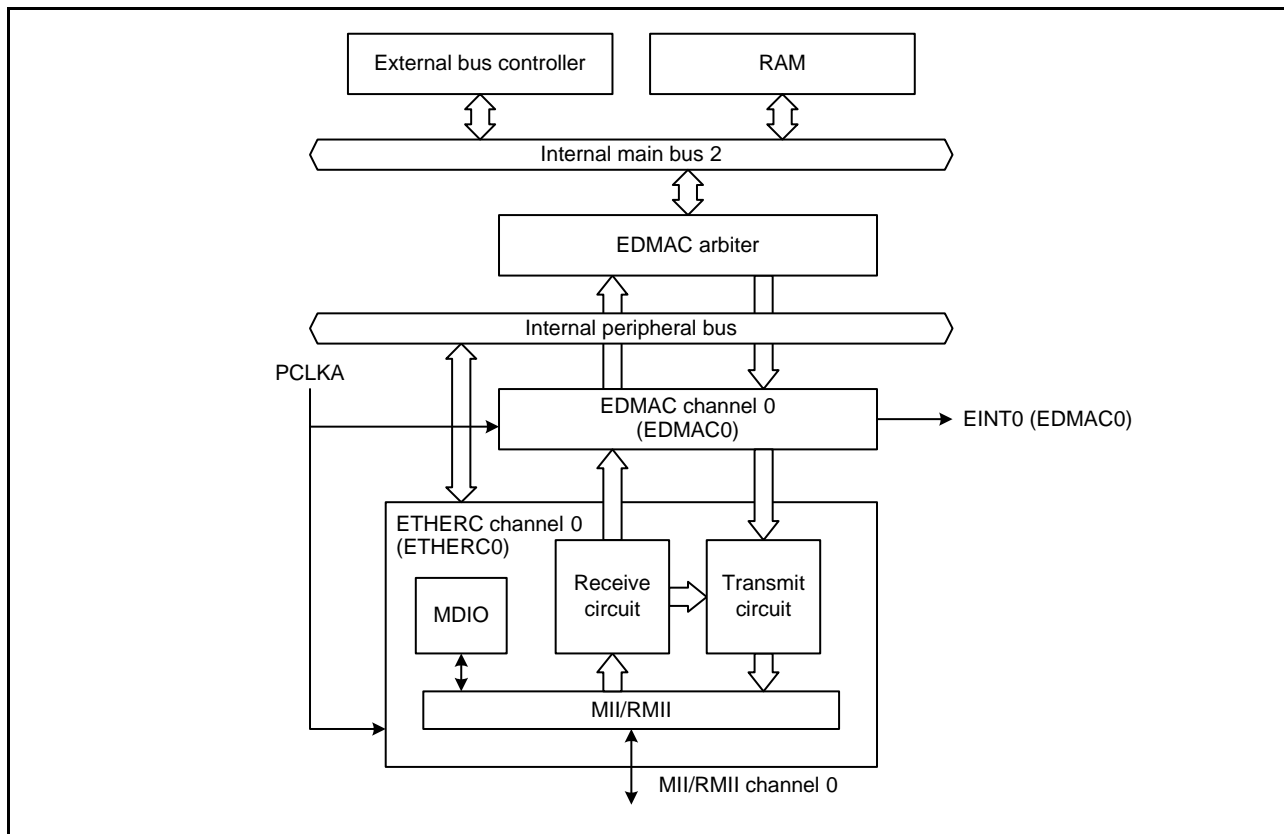 External bus controller
RAM
Internal main bus 2
EDMAC arbiter
Internal peripheral bus
PCLKA
EDMAC channel 0
(EDMAC0)
EINT0 (EDMAC0)
ETHERC channel 0
(ETHERC0)
MDIO
Receive
circuit
Transmit
circuit
MII/RMII
MII/RMII channel 0